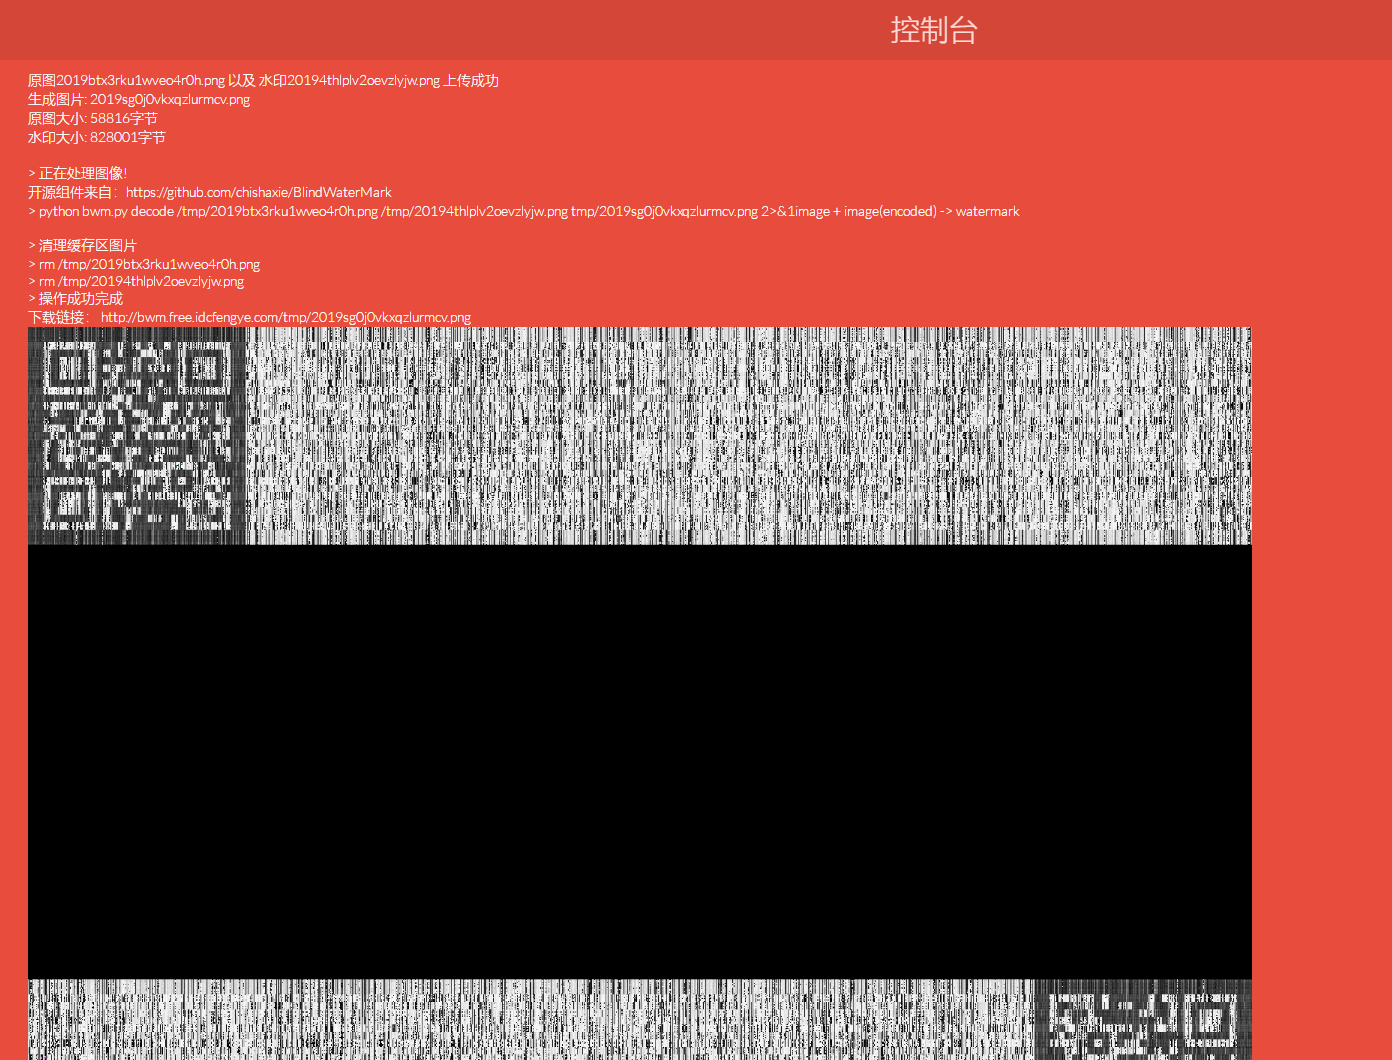 控制台
原图2019btx3rku1wveo4r0h.png 以及 水印20194thlplv2oevzlyjw.png 上传成功
生成图片: 2019sg0j0vkxqzlurmcv.png
原图大小: 58816字节
水印大小: 828001字节
> 正在处理图像!
开源组件来自： https://github.com/chishaxie/BlindWaterMark
> python bwm.py decode /tmp/2019btx3rku1wveo4r0h.png /tmp/20194thlplv2oevzlyjw.png tmp/2019sg0j0vkxqzlurmcv.png 2>&1image + image(encoded) -> watermark
> 清理缓存区图片
> rm /tmp/2019btx3rku1wveo4r0h.png
> rm /tmp/20194thlplv2oevzlyjw.png
> 操作成功完成
下载链接： http://bwm.free.idcfengye.com/tmp/2019sg0j0vkxqzlurmcv.png